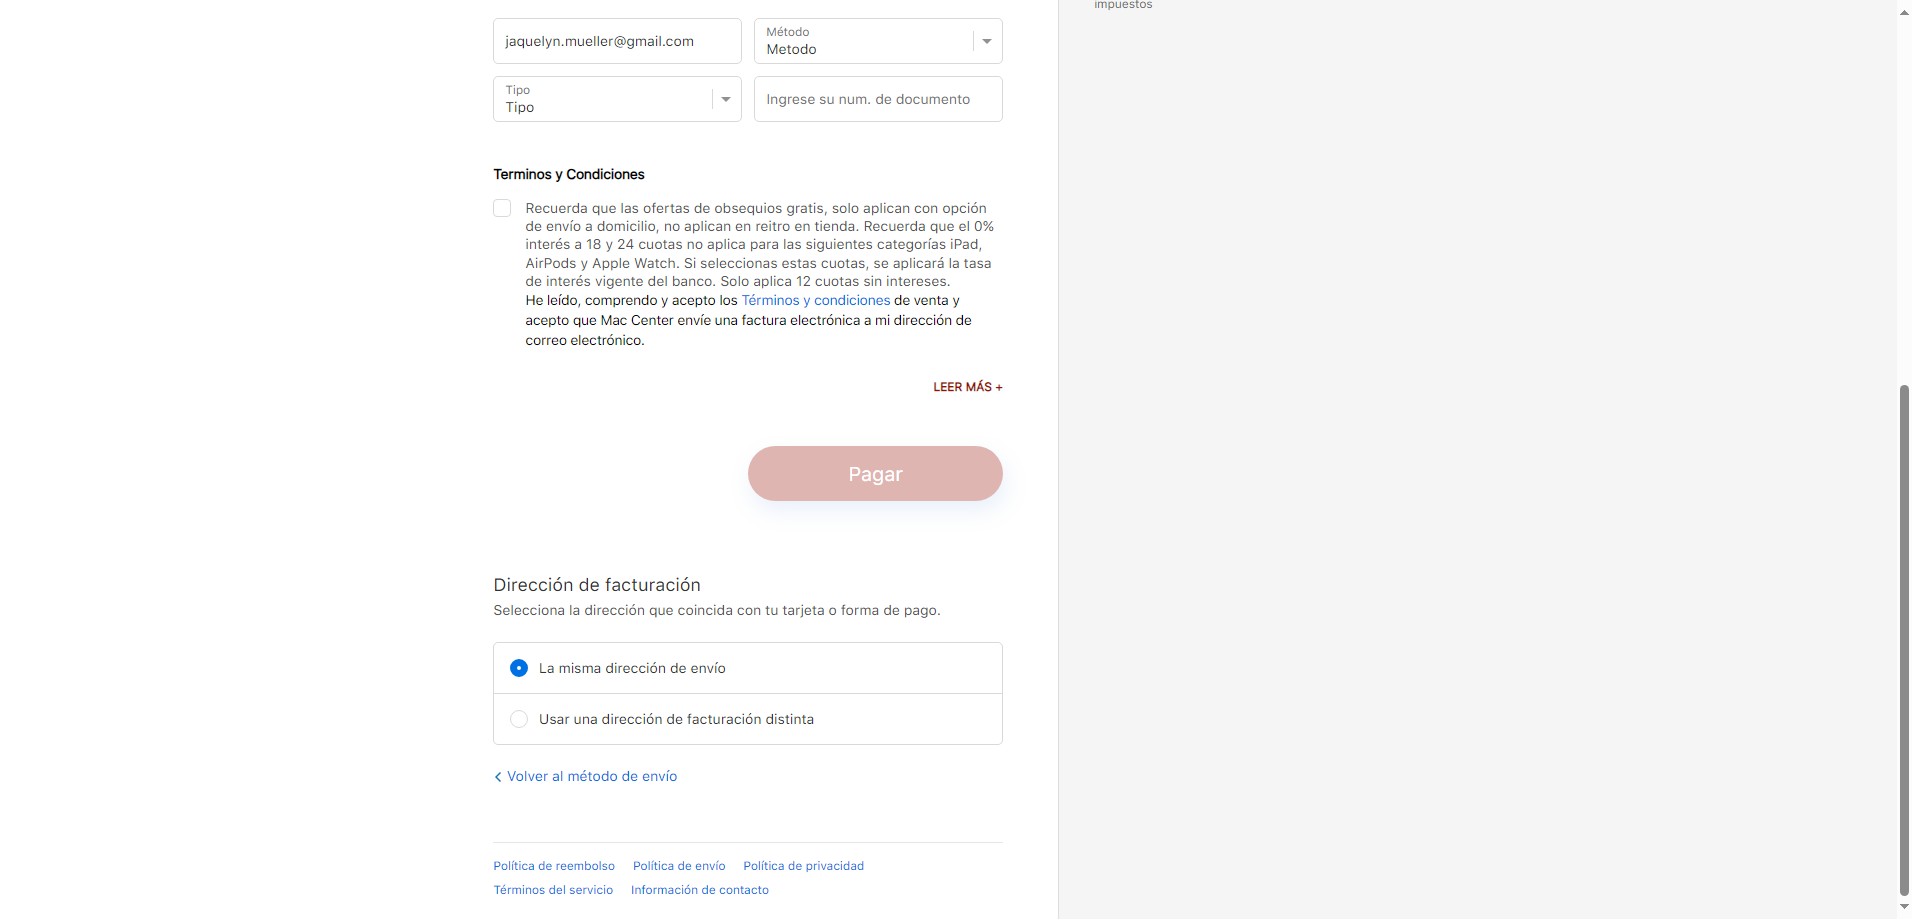 impuestos
jaquelyn.mueller@gmail.com
Método
Metodo
Tipo
Tipo
Ingrese su num. de documento
Terminos y Condiciones
Recuerda que las ofertas de obsequios gratis, solo aplican con opción
de envío a domicilio, no aplican en reitro en tienda. Recuerda que el 0%
interés a 18 y 24 cuotas no aplica para las siguientes categorías iPad,
AirPods y Apple Watch. Si seleccionas estas cuotas, se aplicará la tasa
de interés vigente del banco. Solo aplica 12 cuotas sin intereses.
He leído, comprendo y acepto los Términos y condiciones de venta y
acepto que Mac Center envíe una factura electrónica a mi dirección de
correo electrónico.
LEER MÁS +
Pagar
Dirección de facturación
Selecciona la dirección que coincida con tu tarjeta o forma de pago.
La misma dirección de envío
Usar una dirección de facturación distinta
Volver al método de envío
Política de reembolso Política de envío Política de privacidad
Términos del servicio Información de contacto